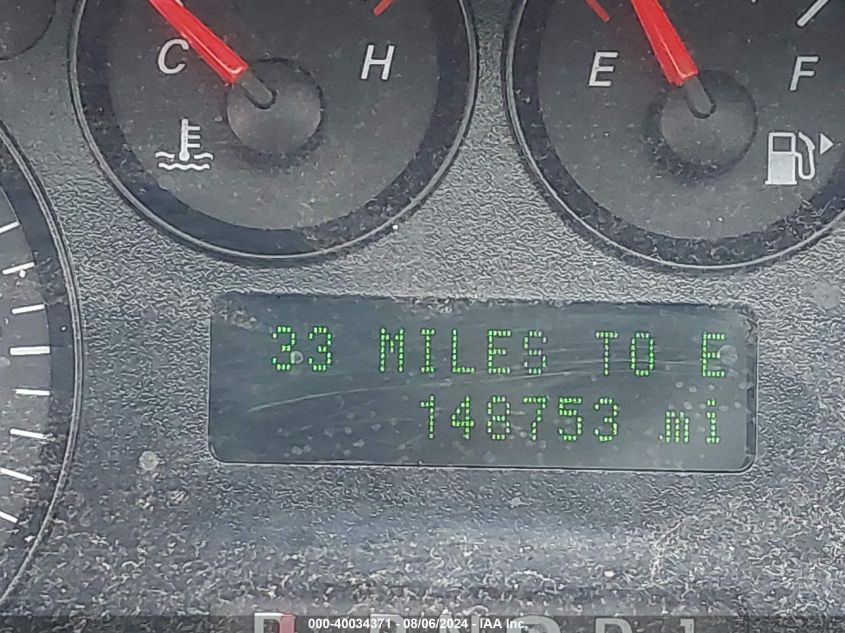 C H
E F
33 MILES TO E
148753 mi
000-40034371 - 08/06/2024 - IAA Inc.